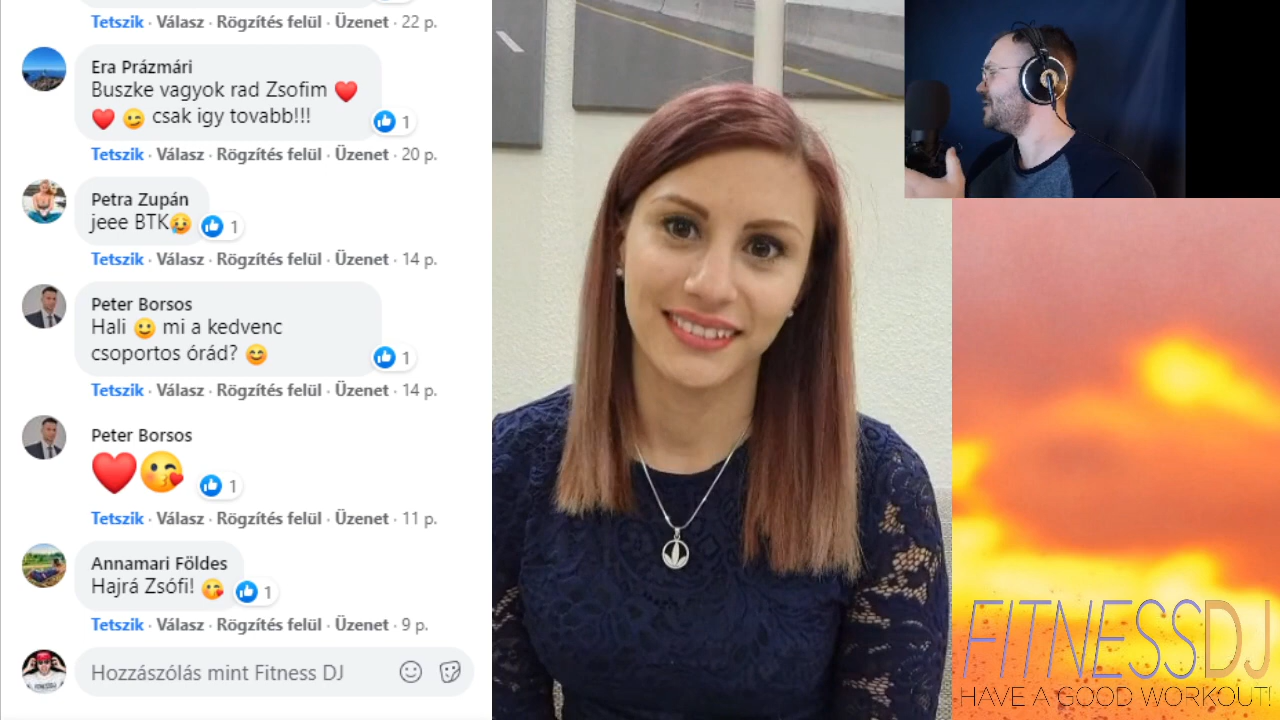 Tetszik · Válasz · Rögzítés felül · Üzenet · 22 p.
Era Prázmári
Buszke vagyok rad Zsofim ❤️
❤️ 😉 csak igy tovabb!!!
1
Tetszik · Válasz · Rögzítés felül · Üzenet · 20 p.
Petra Zupán
jeee BTK🥲
1
Tetszik · Válasz · Rögzítés felül · Üzenet · 14 p.
Peter Borsos
Hali 🙂 mi a kedvenc
csoportos órád? 😊
1
Tetszik · Válasz · Rögzítés felül · Üzenet · 14 p.
Peter Borsos
❤️😘
1
Tetszik · Válasz · Rögzítés felül · Üzenet · 11 p.
Annamari Földes
Hajrá Zsófi! 😘
1
Tetszik · Válasz · Rögzítés felül · Üzenet · 9 p.
Hozzászólás mint Fitness DJ
FITNESSDJ
HAVE A GOOD WORKOUT!